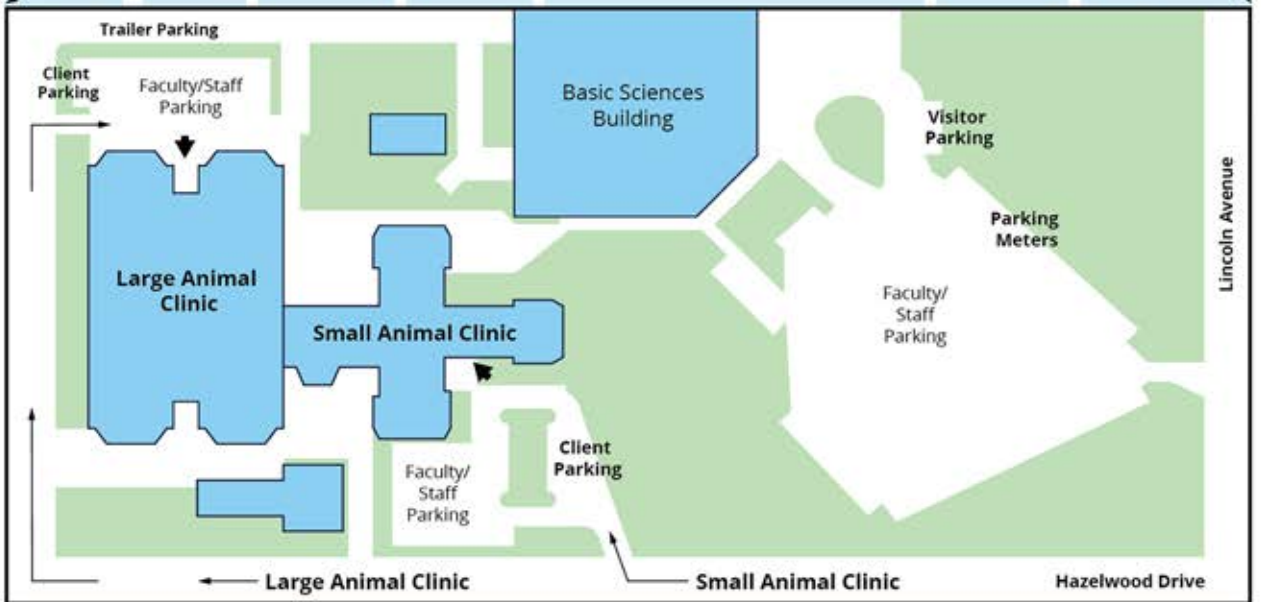 Trailer Parking
Client
Parking
Faculty/Staff
Parking
Basic Sciences
Building
Visitor
Parking
Parking
Meters
Lincoln Avenue
Large Animal
Clinic
Small Animal Clinic
Faculty/
Staff
Parking
Client
Parking
Faculty/
Staff
Parking
Large Animal Clinic
Small Animal Clinic
Hazelwood Drive